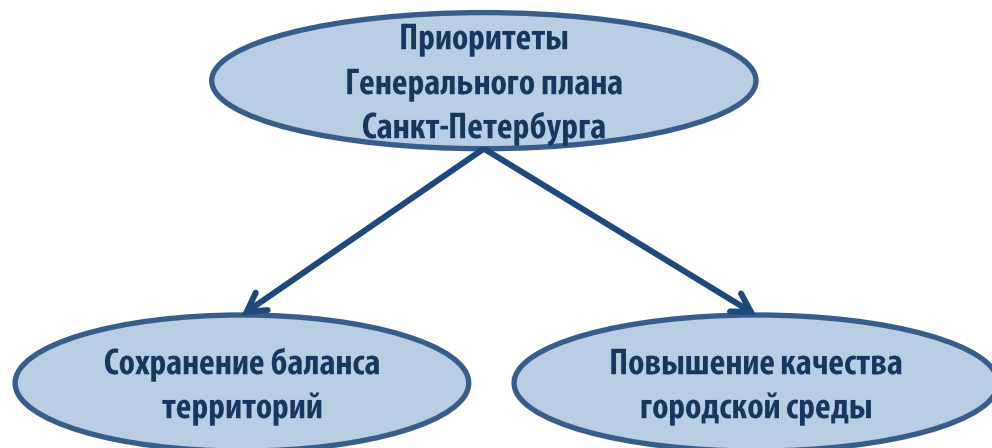 Приоритеты
Генерального плана
Санкт-Петербурга
Сохранение баланса
территорий
Повышение качества
городской среды